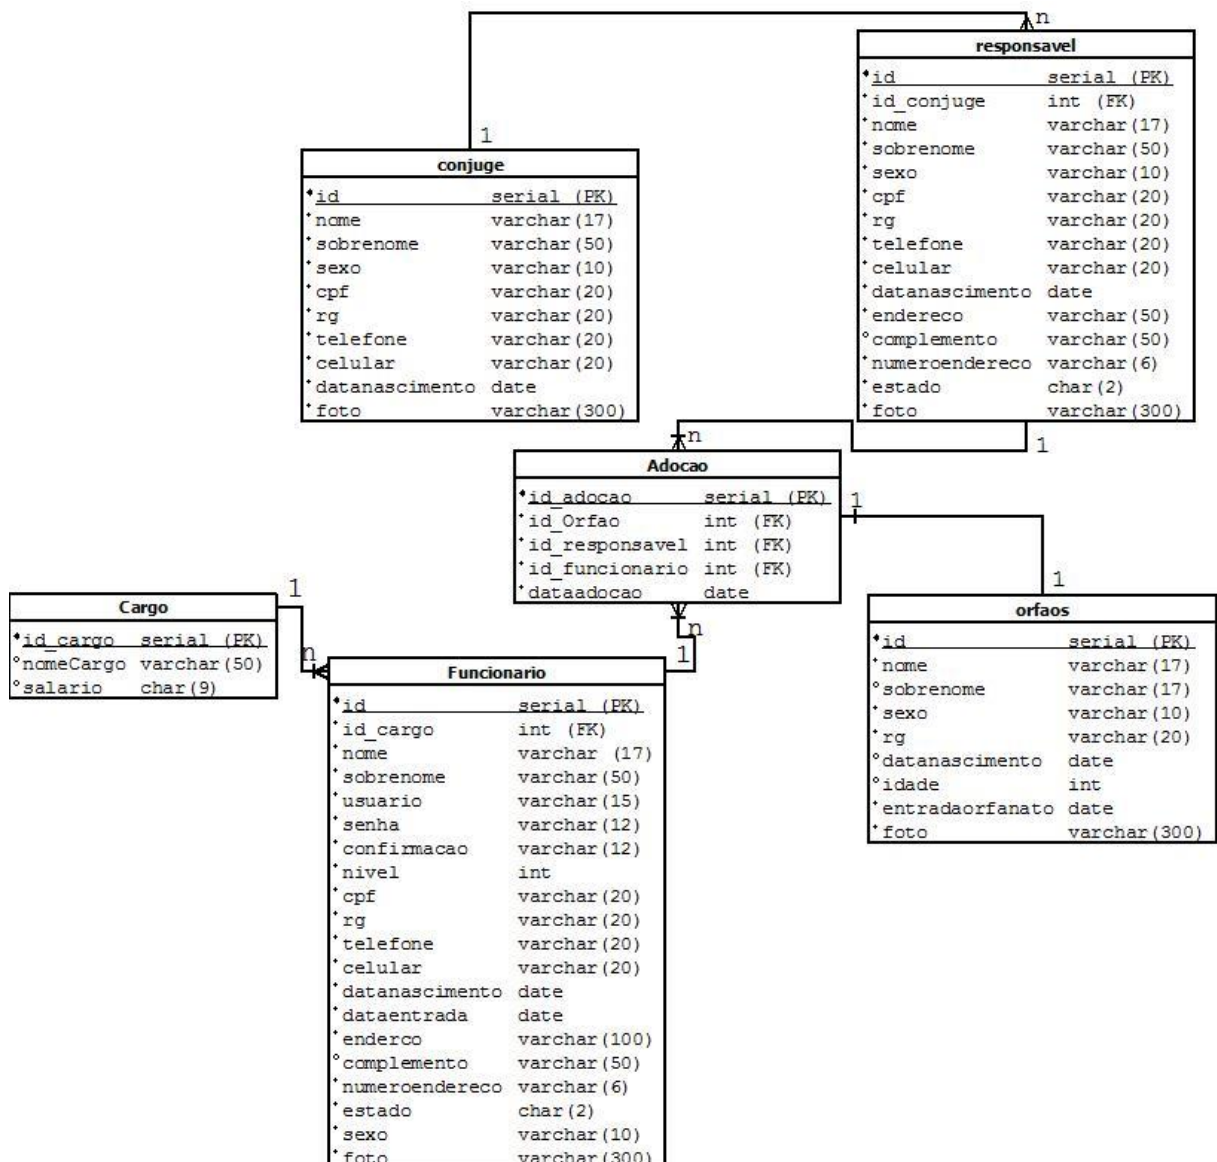 n
responsavel
id serial (PK)
id_conjuge int (FK)
nome varchar(17)
sobrenome varchar(50)
sexo varchar(10)
cpf varchar(20)
rg varchar(20)
telefone varchar(20)
celular varchar(20)
datanascimento date
endereco varchar(50)
complemento varchar(50)
numeroendereco varchar(6)
estado char(2)
foto varchar(300)
1
conjuge
id serial (PK)
nome varchar(17)
sobrenome varchar(50)
sexo varchar(10)
cpf varchar(20)
rg varchar(20)
telefone varchar(20)
celular varchar(20)
datanascimento date
foto varchar(300)
n
1
Adocao
id_adocao serial (PK)
id_Orfao int (FK)
id_responsavel int (FK)
id_funcionario int (FK)
dataadocao date
1
1
n
1
orfaos
id serial (PK)
nome varchar(17)
sobrenome varchar(17)
sexo varchar(10)
rg varchar(20)
datanascimento date
idade int
entradaorfanato date
foto varchar(300)
1
Cargo
id_cargo serial (PK)
nomeCargo varchar(50)
salario char(9)
n
Funcionario
id serial (PK)
id_cargo int (FK)
nome varchar (17)
sobrenome varchar(50)
usuario varchar(15)
senha varchar(12)
confirmacao varchar(12)
nivel int
cpf varchar(20)
rg varchar(20)
telefone varchar(20)
celular varchar(20)
datanascimento date
dataentrada date
enderco varchar(100)
complemento varchar(50)
numeroendereco varchar(6)
estado char(2)
sexo varchar(10)
foto varchar(300)